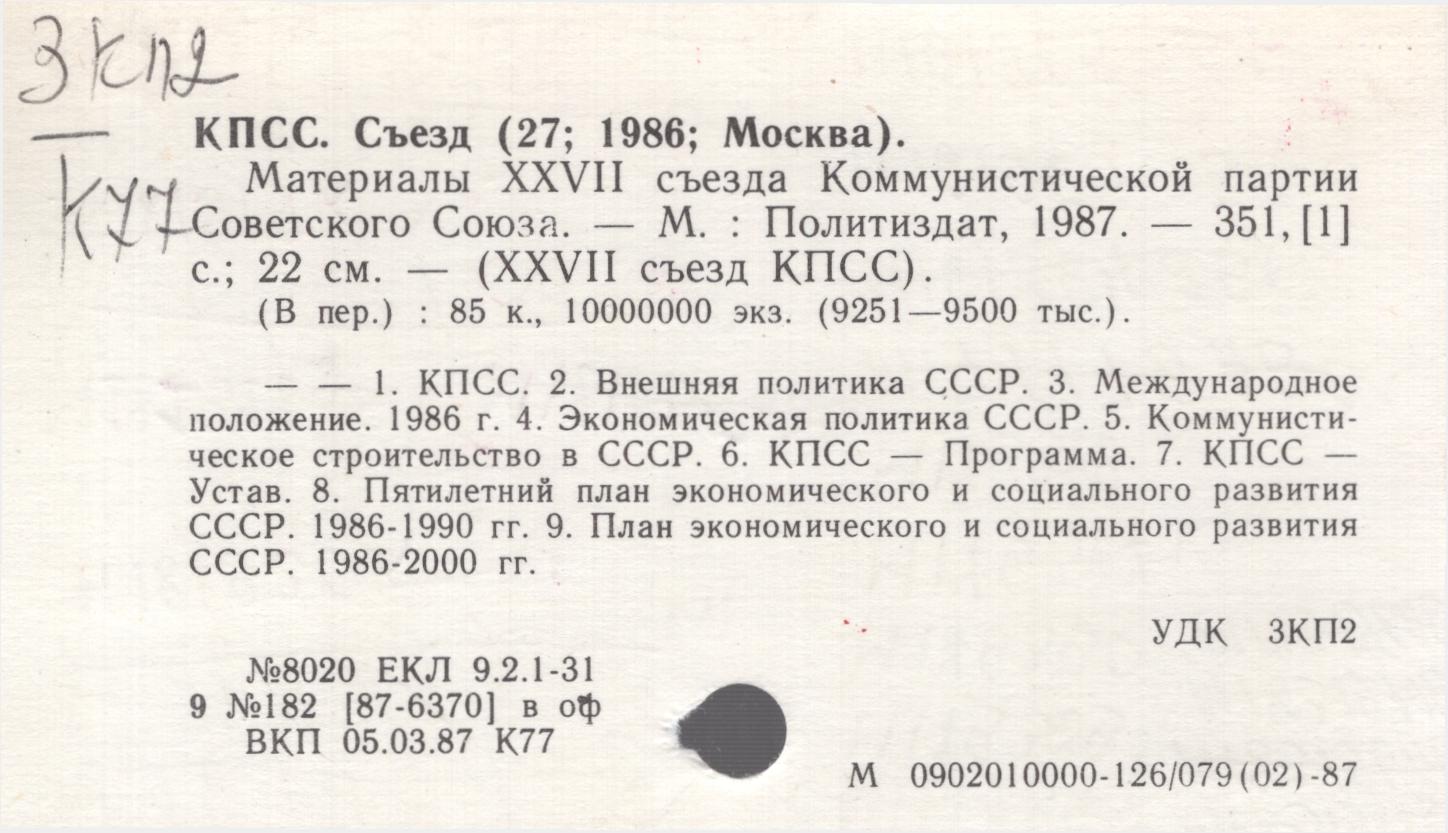 3кп2
К77
КПСС. Съезд (27; 1986; Москва).
Материалы XXVII съезда Коммунистической партии
Советского Союза. — М. : Политиздат, 1987. — 351, [1]
с.; 22 см. — (XXVII съезд КПСС).
(В пер.) : 85 к., 10000000 экз. (9251—9500 тыс.).
— — 1. КПСС. 2. Внешняя политика СССР. 3. Международное
положение. 1986 г. 4. Экономическая политика СССР. 5. Коммунисти-
ческое строительство в СССР. 6. КПСС — Программа. 7. КПСС —
Устав. 8. Пятилетний план экономического и социального развития
СССР. 1986-1990 гг. 9. План экономического и социального развития
СССР. 1986-2000 гг.
УДК 3КП2
№8020 ЕКЛ 9.2.1-31
9 №182 [87-6370] в оф
ВКП 05.03.87 К77
М 0902010000-126/079(02)-87